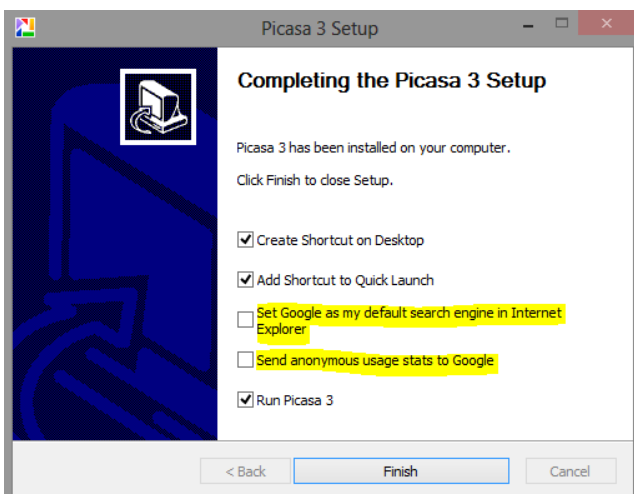 Picasa 3 Setup
Completing the Picasa 3 Setup
Picasa 3 has been installed on your computer.
Click Finish to close Setup.
Create Shortcut on Desktop
Add Shortcut to Quick Launch
Set Google as my default search engine in Internet
Explorer
Send anonymous usage stats to Google
Run Picasa 3
< Back
Finish
Cancel